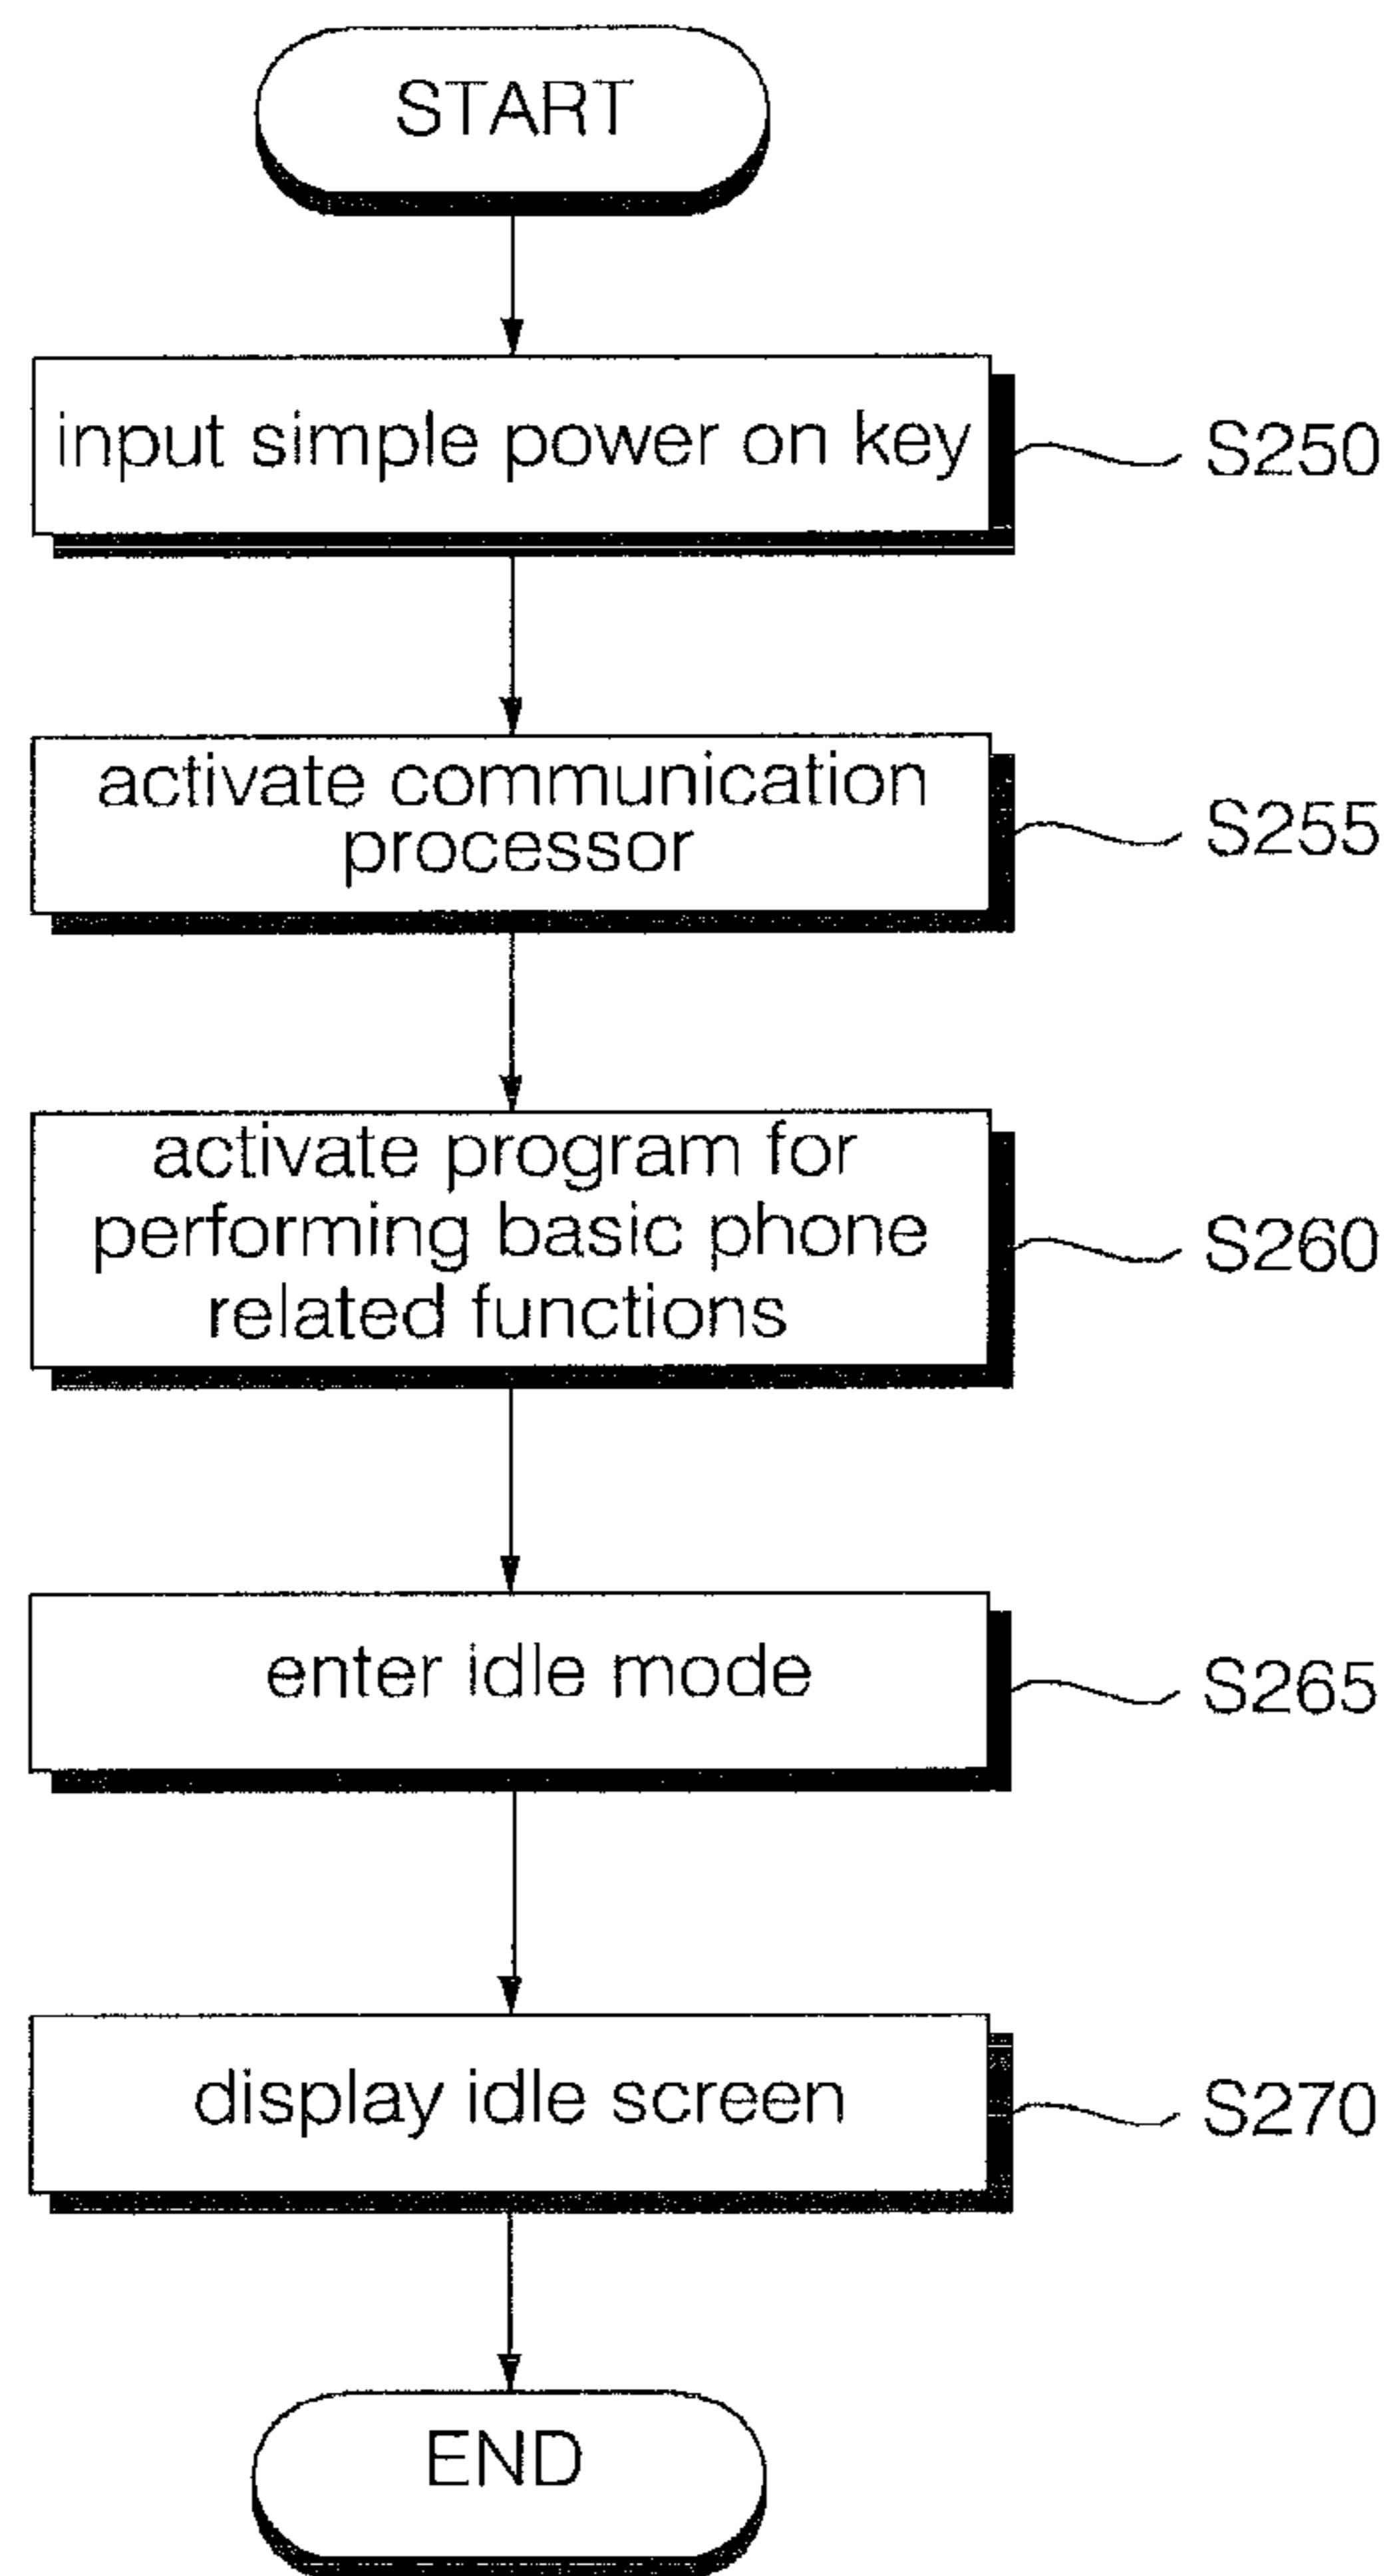 START
input simple power on key
S250
activate communication
processor
S255
activate program for
performing basic phone
related functions
S260
enter idle mode
S265
display idle screen
S270
END